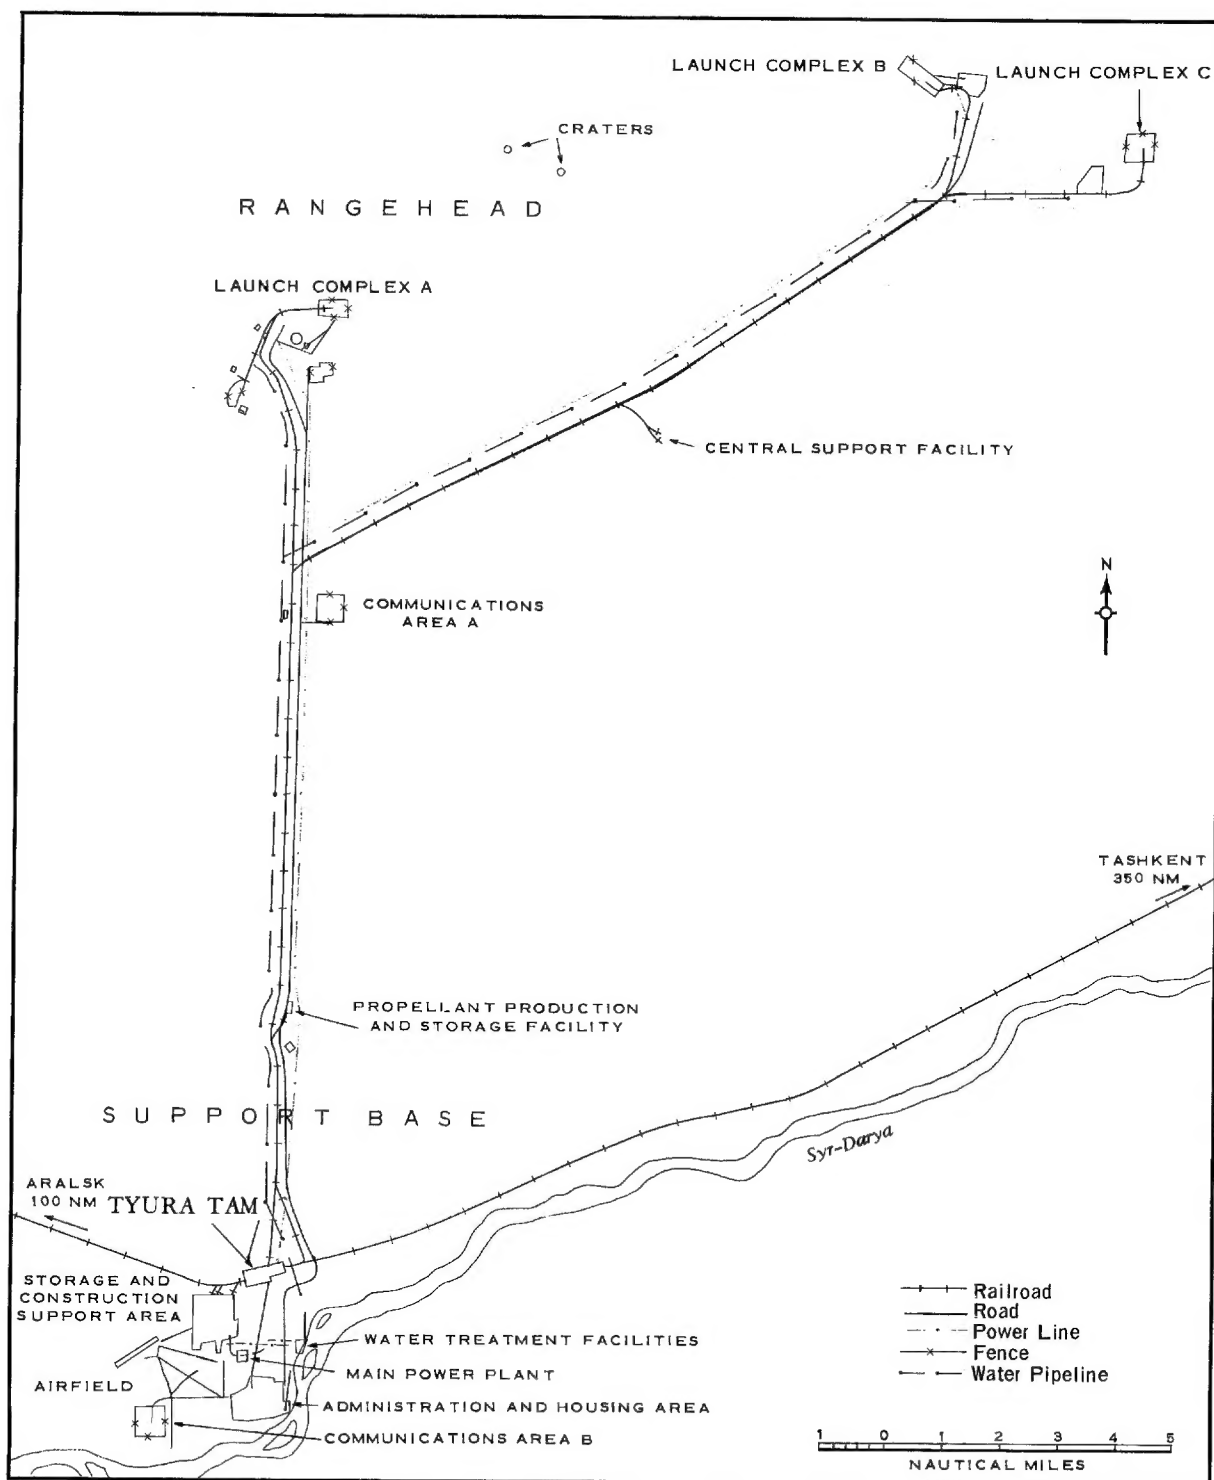 LAUNCH COMPLEX B
LAUNCH COMPLEX C
CRATERS
RANGEHEAD
LAUNCH COMPLEX A
CENTRAL SUPPORT FACILITY
N
COMMUNICATIONS
AREA A
TASHKENT
350 NM
PROPELLANT PRODUCTION
AND STORAGE FACILITY
SUPPORT BASE
Syr-Darya
ARALSK
100 NM
TYURA TAM
STORAGE AND
CONSTRUCTION
SUPPORT AREA
WATER TREATMENT FACILITIES
MAIN POWER PLANT
AIRFIELD
ADMINISTRATION AND HOUSING AREA
COMMUNICATIONS AREA B
Railroad
Road
Power Line
Fence
Water Pipeline
1 0 1 2 3 5
NAUTICAL MILES